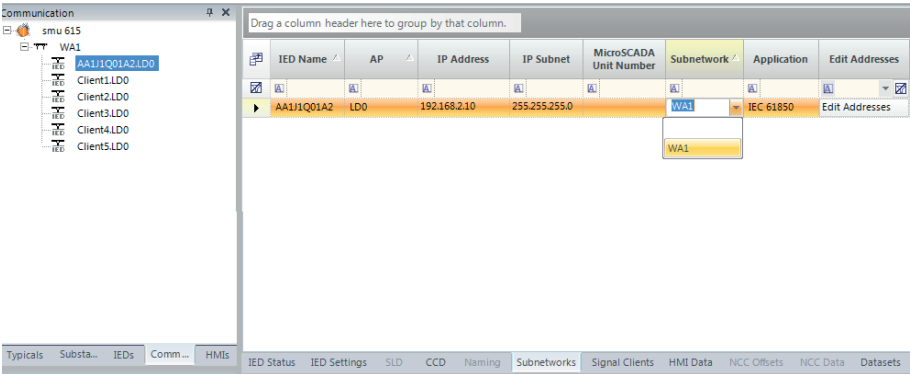 Communication
smu 615
WA1
AA1J1Q01A2.LD0
Client1.LD0
Client2.LD0
Client3.LD0
Client4.LD0
Client5.LD0
Typicals Substa... IEDs Comm... HMIs
Drag a column header here to group by that column.
IED Name AP IP Address IP Subnet MicroSCADA Unit Number Subnetwork Application Edit Addresses
AA1J1Q01A2 LD0 192.168.2.10 255.255.255.0 WA1 IEC 61850 Edit Addresses
WA1
IED Status IED Settings SLD CCD Naming Subnetworks Signal Clients HMI Data NCC Offsets NCC Data Datasets